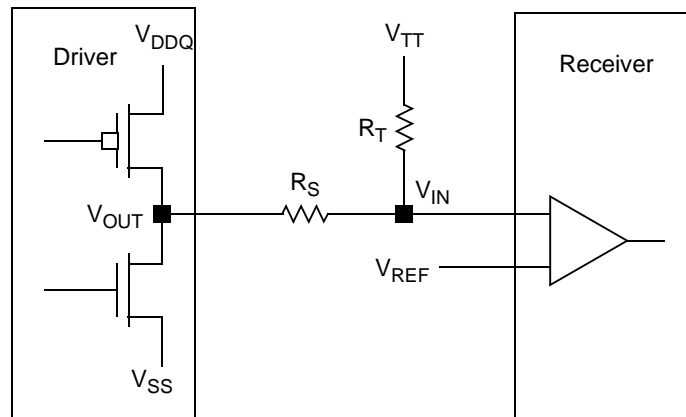 Driver
V_DDQ
V_TT
Receiver
R_T
R_S
V_IN
V_OUT
V_REF
V_SS